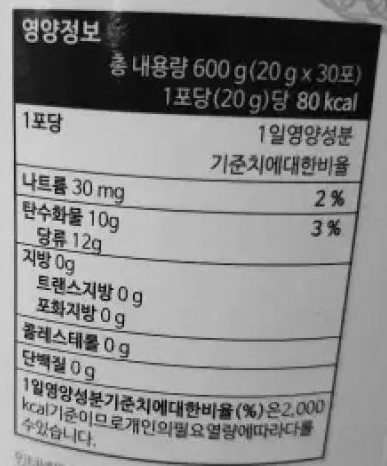 영양정보
총 내용량 600 g(20 g x 30포)
1포당(20 g)당 80 kcal
1포당
1일영양성분
기준치에대한비율
나트륨 30 mg 2 %
탄수화물 10g 3 %
당류 12g
지방 0g
트랜스지방 0 g
포화지방 0 g
콜레스테롤 0 g
단백질 0 g
1일영양성분기준치에대한비율(%)은2,000
kcal기준이므로개인의필요열량에따라다를
수있습니다.